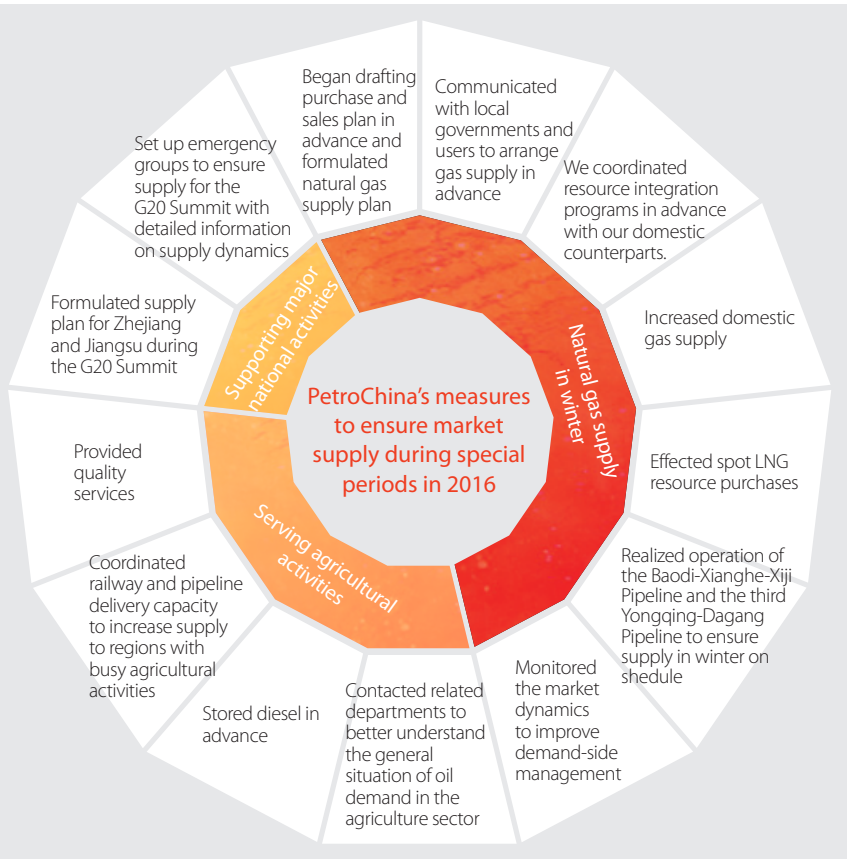 PetroChina’s measures
to ensure market
supply during special
periods in 2016
Natural gas supply
in winter
Began drafting
purchase and
sales plan in
advance and
formulated
natural gas
supply plan
Communicated
with local
governments and
users to arrange
gas supply in
advance
We coordinated
resource integration
programs in advance
with our domestic
counterparts.
Increased domestic
gas supply
Effected spot LNG
resource purchases
Realized operation of
the Baodi-Xianghe-Xiji
Pipeline and the third
Yongqing-Dagang
Pipeline to ensure
supply in winter on
shedule
Monitored
the market
dynamics
to improve
demand-side
management
Serving agricultural
activities
Contacted related
departments to
better understand
the general
situation of oil
demand in the
agriculture sector
Stored diesel in
advance
Coordinated
railway and pipeline
delivery capacity
to increase supply
to regions with
busy agricultural
activities
Provided
quality
services
Supporting major
national activities
Formulated supply
plan for Zhejiang
and Jiangsu during
the G20 Summit
Set up emergency
groups to ensure
supply for the
G20 Summit with
detailed information
on supply dynamics